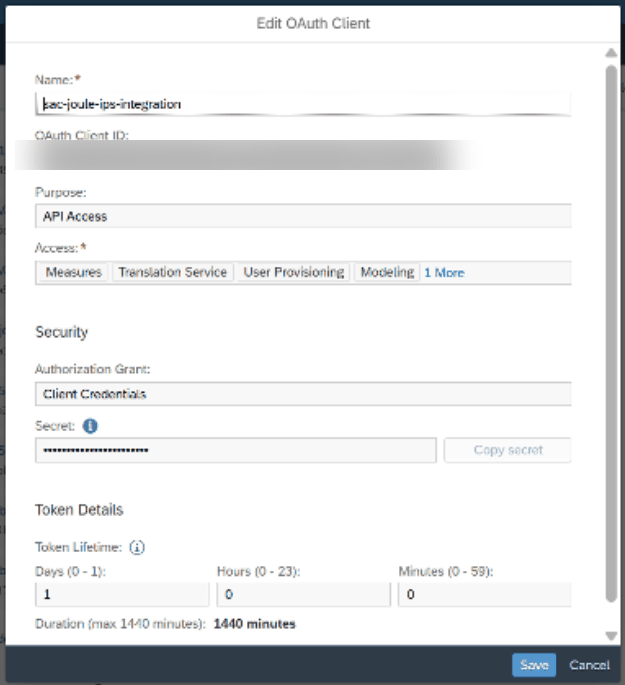 Edit OAuth Client
Name:*
sac-joule-ips-integration
OAuth Client ID:
Purpose:
API Access
Access:*
Measures Translation Service User Provisioning Modeling 1 More
Security
Authorization Grant:
Client Credentials
Secret:
••••••••••••••••••••••••
Copy secret
Token Details
Token Lifetime:
Days (0 - 1): Hours (0 - 23): Minutes (0 - 59):
1 0 0
Duration (max 1440 minutes): 1440 minutes
Save Cancel